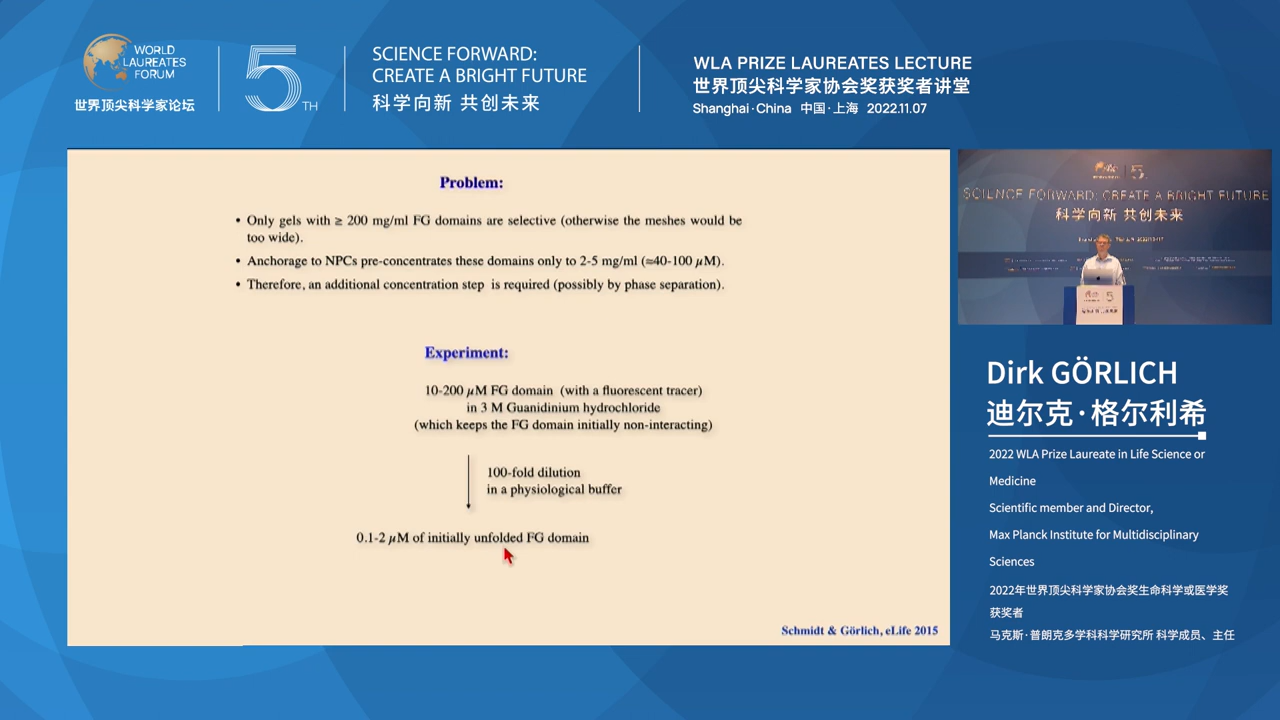 WORLD
LAUREATES
FORUM
世界顶尖科学家论坛
5TH
SCIENCE FORWARD:
CREATE A BRIGHT FUTURE
科学向新 共创未来
WLA PRIZE LAUREATES LECTURE
世界顶尖科学家协会奖获奖者讲堂
Shanghai·China 中国·上海 2022.11.07
Problem:
• Only gels with ≥ 200 mg/ml FG domains are selective (otherwise the meshes would be
too wide).
• Anchorage to NPCs pre-concentrates these domains only to 2-5 mg/ml (≈40-100 µM).
• Therefore, an additional concentration step is required (possibly by phase separation).
Experiment:
10-200 µM FG domain (with a fluorescent tracer)
in 3 M Guanidinium hydrochloride
(which keeps the FG domain initially non-interacting)
100-fold dilution
in a physiological buffer
0.1-2 µM of initially unfolded FG domain
Schmidt & Görlich, eLife 2015
5
SCIENCE FORWARD: CREATE A BRIGHT FUTURE
科学向新 共创未来
5
Dirk GÖRLICH
迪尔克·格尔利希
2022 WLA Prize Laureate in Life Science or
Medicine
Scientific member and Director,
Max Planck Institute for Multidisciplinary
Sciences
2022年世界顶尖科学家协会奖生命科学或医学奖
获奖者
马克斯·普朗克多学科科学研究所 科学成员、主任